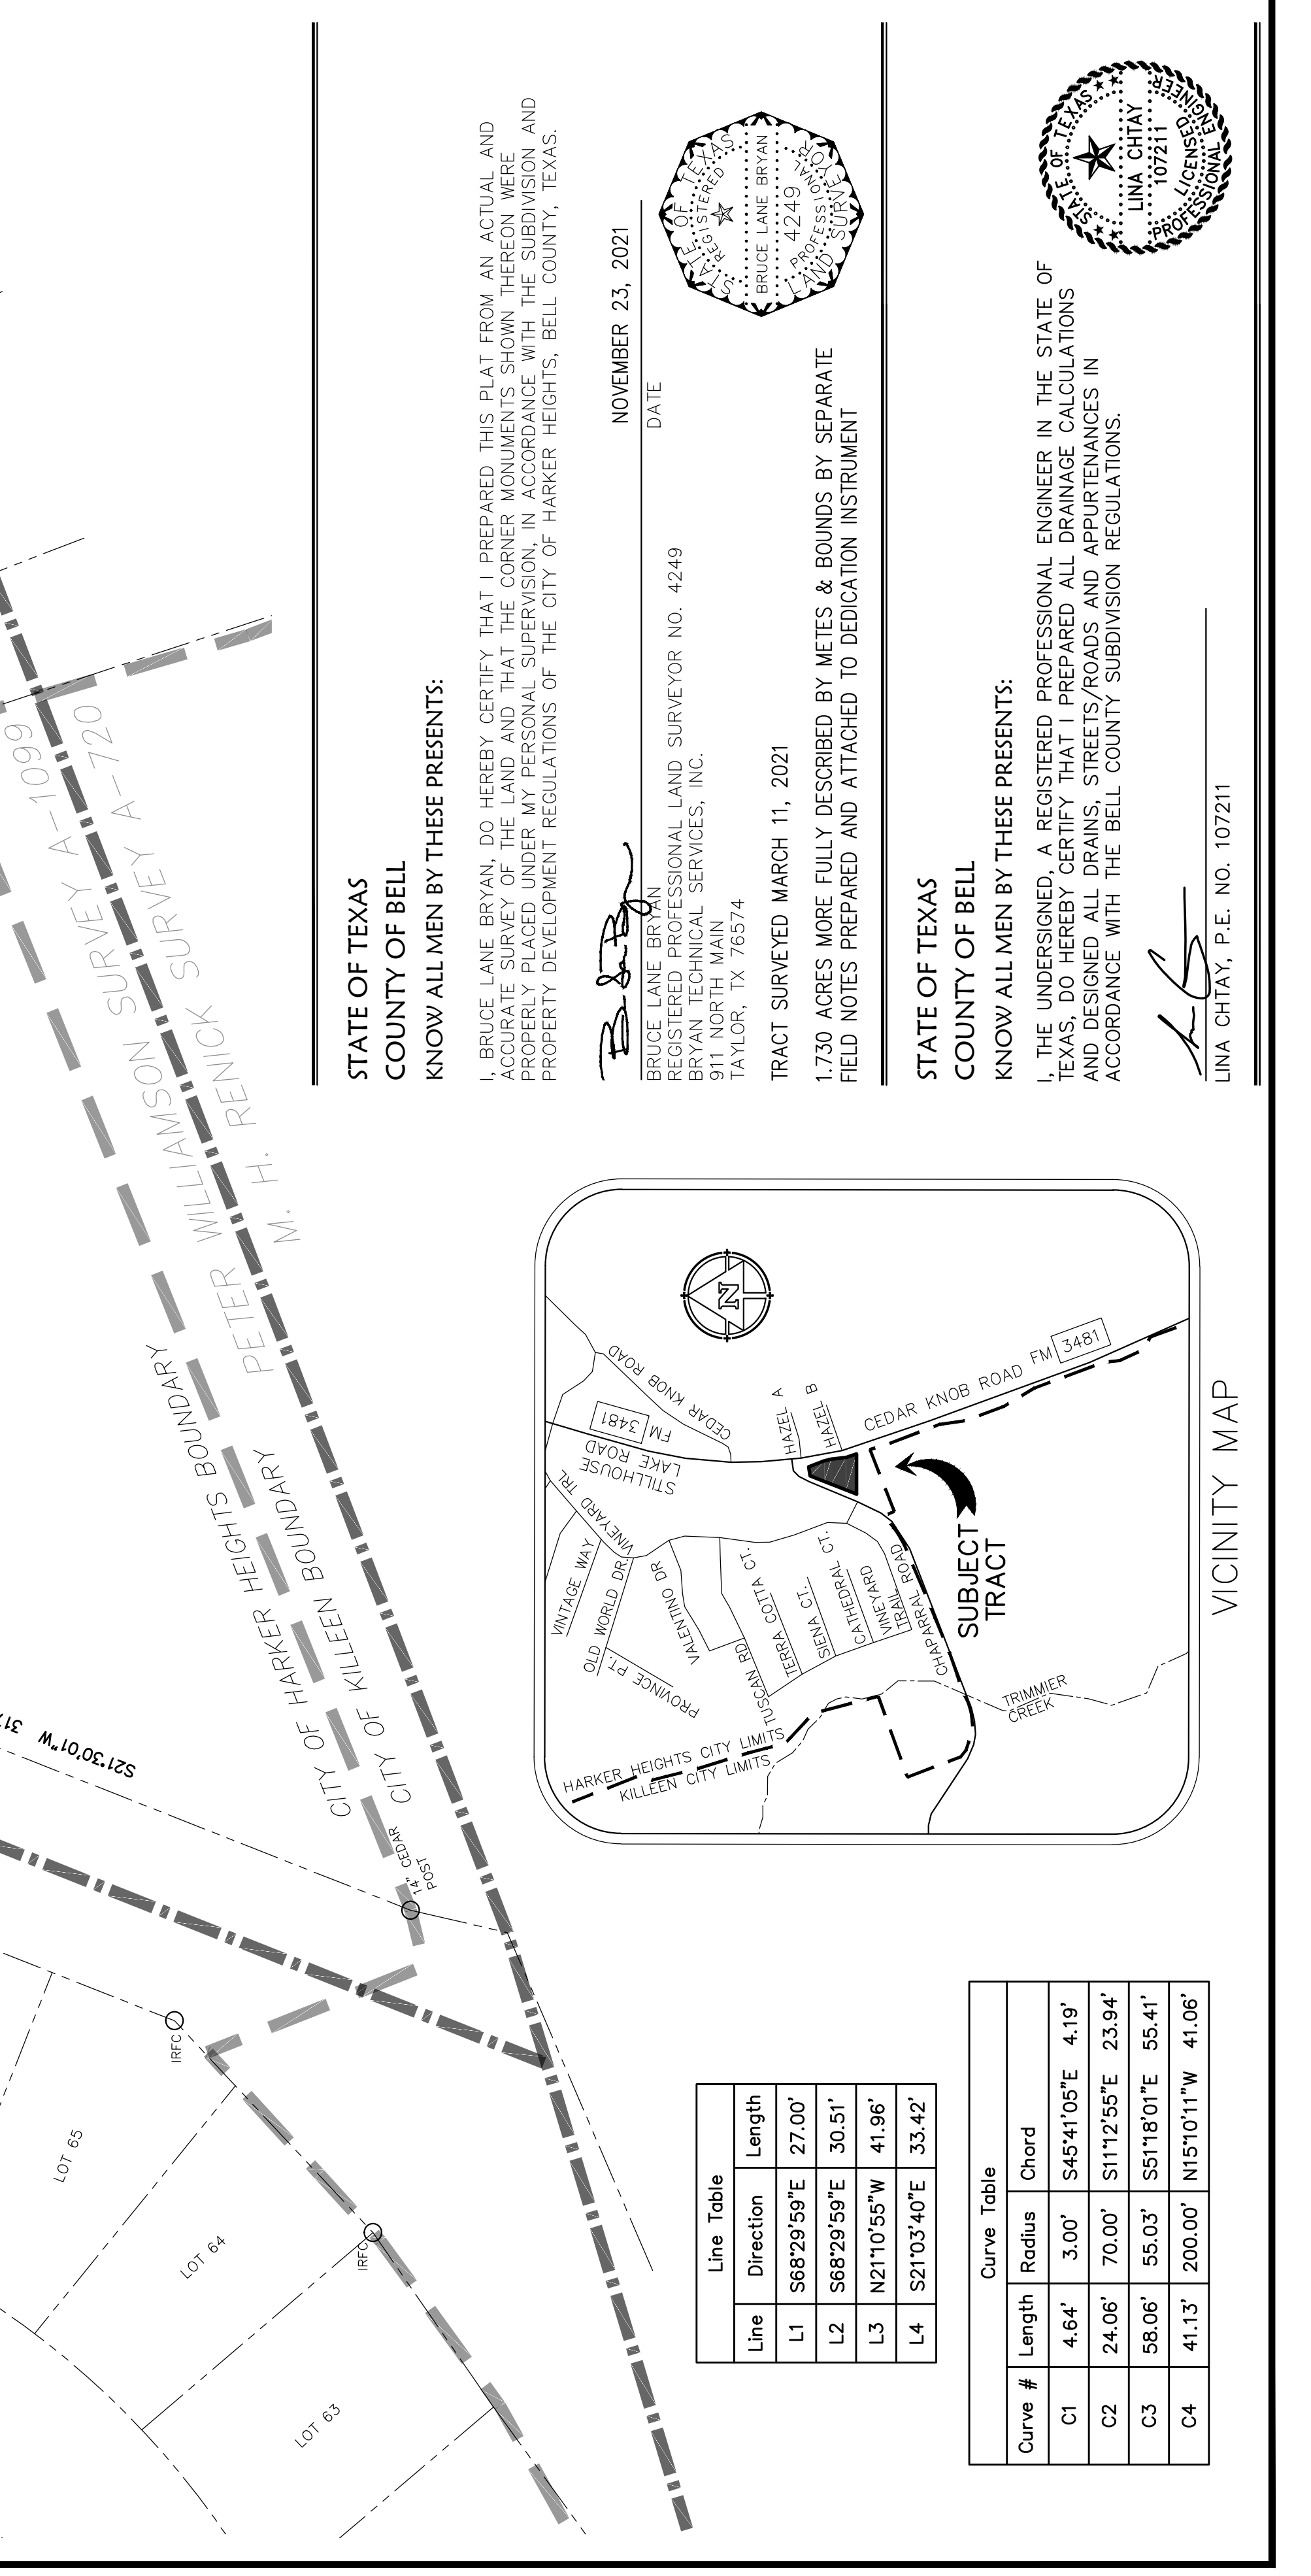 S21°30'01"W 317
LOT 65
LOT 64
LOT 63
IRFC
IRFC
14" CEDAR
POST
CITY OF HARKER HEIGHTS BOUNDARY
CITY OF KILLEEN BOUNDARY
PETER WILLIAMSON SURVEY A-1099
M. H. RENICK SURVEY A-720
Line Table
Line Direction Length
L1 S68°29'59"E 27.00'
L2 S68°29'59"E 30.51'
L3 N21°10'55"W 41.96'
L4 S21°03'40"E 33.42'
Curve Table
Curve # Length Radius Chord
C1 4.64' 3.00' S45°41'05"E 4.19'
C2 24.06' 70.00' S11°12'55"E 23.94'
C3 58.06' 55.03' S51°18'01"E 55.41'
C4 41.13' 200.00' N15°10'11"W 41.06'
HARKER HEIGHTS CITY LIMITS
KILLEEN CITY LIMITS
VINTAGE WAY
OLD WORLD DR.
PROVINCE PT.
VINEYARD TRL
VALENTINO DR
TUSCAN RD
TERRA COTTA CT.
SIENA CT.
CATHEDRAL CT.
VINEYARD
TRAIL
CHAPARRAL ROAD
STILLHOUSE
LAKE ROAD
FM 3481
CEDAR KNOB ROAD
HAZEL A
HAZEL B
CEDAR KNOB ROAD FM 3481
N
SUBJECT
TRACT
TRIMMIER
CREEK
VICINITY MAP
STATE OF TEXAS
COUNTY OF BELL
KNOW ALL MEN BY THESE PRESENTS:
I, BRUCE LANE BRYAN, DO HEREBY CERTIFY THAT I PREPARED THIS PLAT FROM AN ACTUAL AND
ACCURATE SURVEY OF THE LAND AND THAT THE CORNER MONUMENTS SHOWN THEREON WERE
PROPERLY PLACED UNDER MY PERSONAL SUPERVISION, IN ACCORDANCE WITH THE SUBDIVISION AND
PROPERTY DEVELOPMENT REGULATIONS OF THE CITY OF HARKER HEIGHTS, BELL COUNTY, TEXAS.
NOVEMBER 23, 2021
BRUCE LANE BRYAN DATE
REGISTERED PROFESSIONAL LAND SURVEYOR NO. 4249
BRYAN TECHNICAL SERVICES, INC.
911 NORTH MAIN
TAYLOR, TX 76574
STATE OF TEXAS
REGISTERED
BRUCE LANE BRYAN
4249
PROFESSIONAL
LAND SURVEYOR
TRACT SURVEYED MARCH 11, 2021
1.730 ACRES MORE FULLY DESCRIBED BY METES & BOUNDS BY SEPARATE
FIELD NOTES PREPARED AND ATTACHED TO DEDICATION INSTRUMENT
STATE OF TEXAS
COUNTY OF BELL
KNOW ALL MEN BY THESE PRESENTS:
I, THE UNDERSIGNED, A REGISTERED PROFESSIONAL ENGINEER IN THE STATE OF
TEXAS, DO HEREBY CERTIFY THAT I PREPARED ALL DRAINAGE CALCULATIONS
AND DESIGNED ALL DRAINS, STREETS/ROADS AND APPURTENANCES IN
ACCORDANCE WITH THE BELL COUNTY SUBDIVISION REGULATIONS.
LINA CHTAY, P.E. NO. 107211
STATE OF TEXAS
LINA CHTAY
107211
LICENSED
PROFESSIONAL ENGINEER